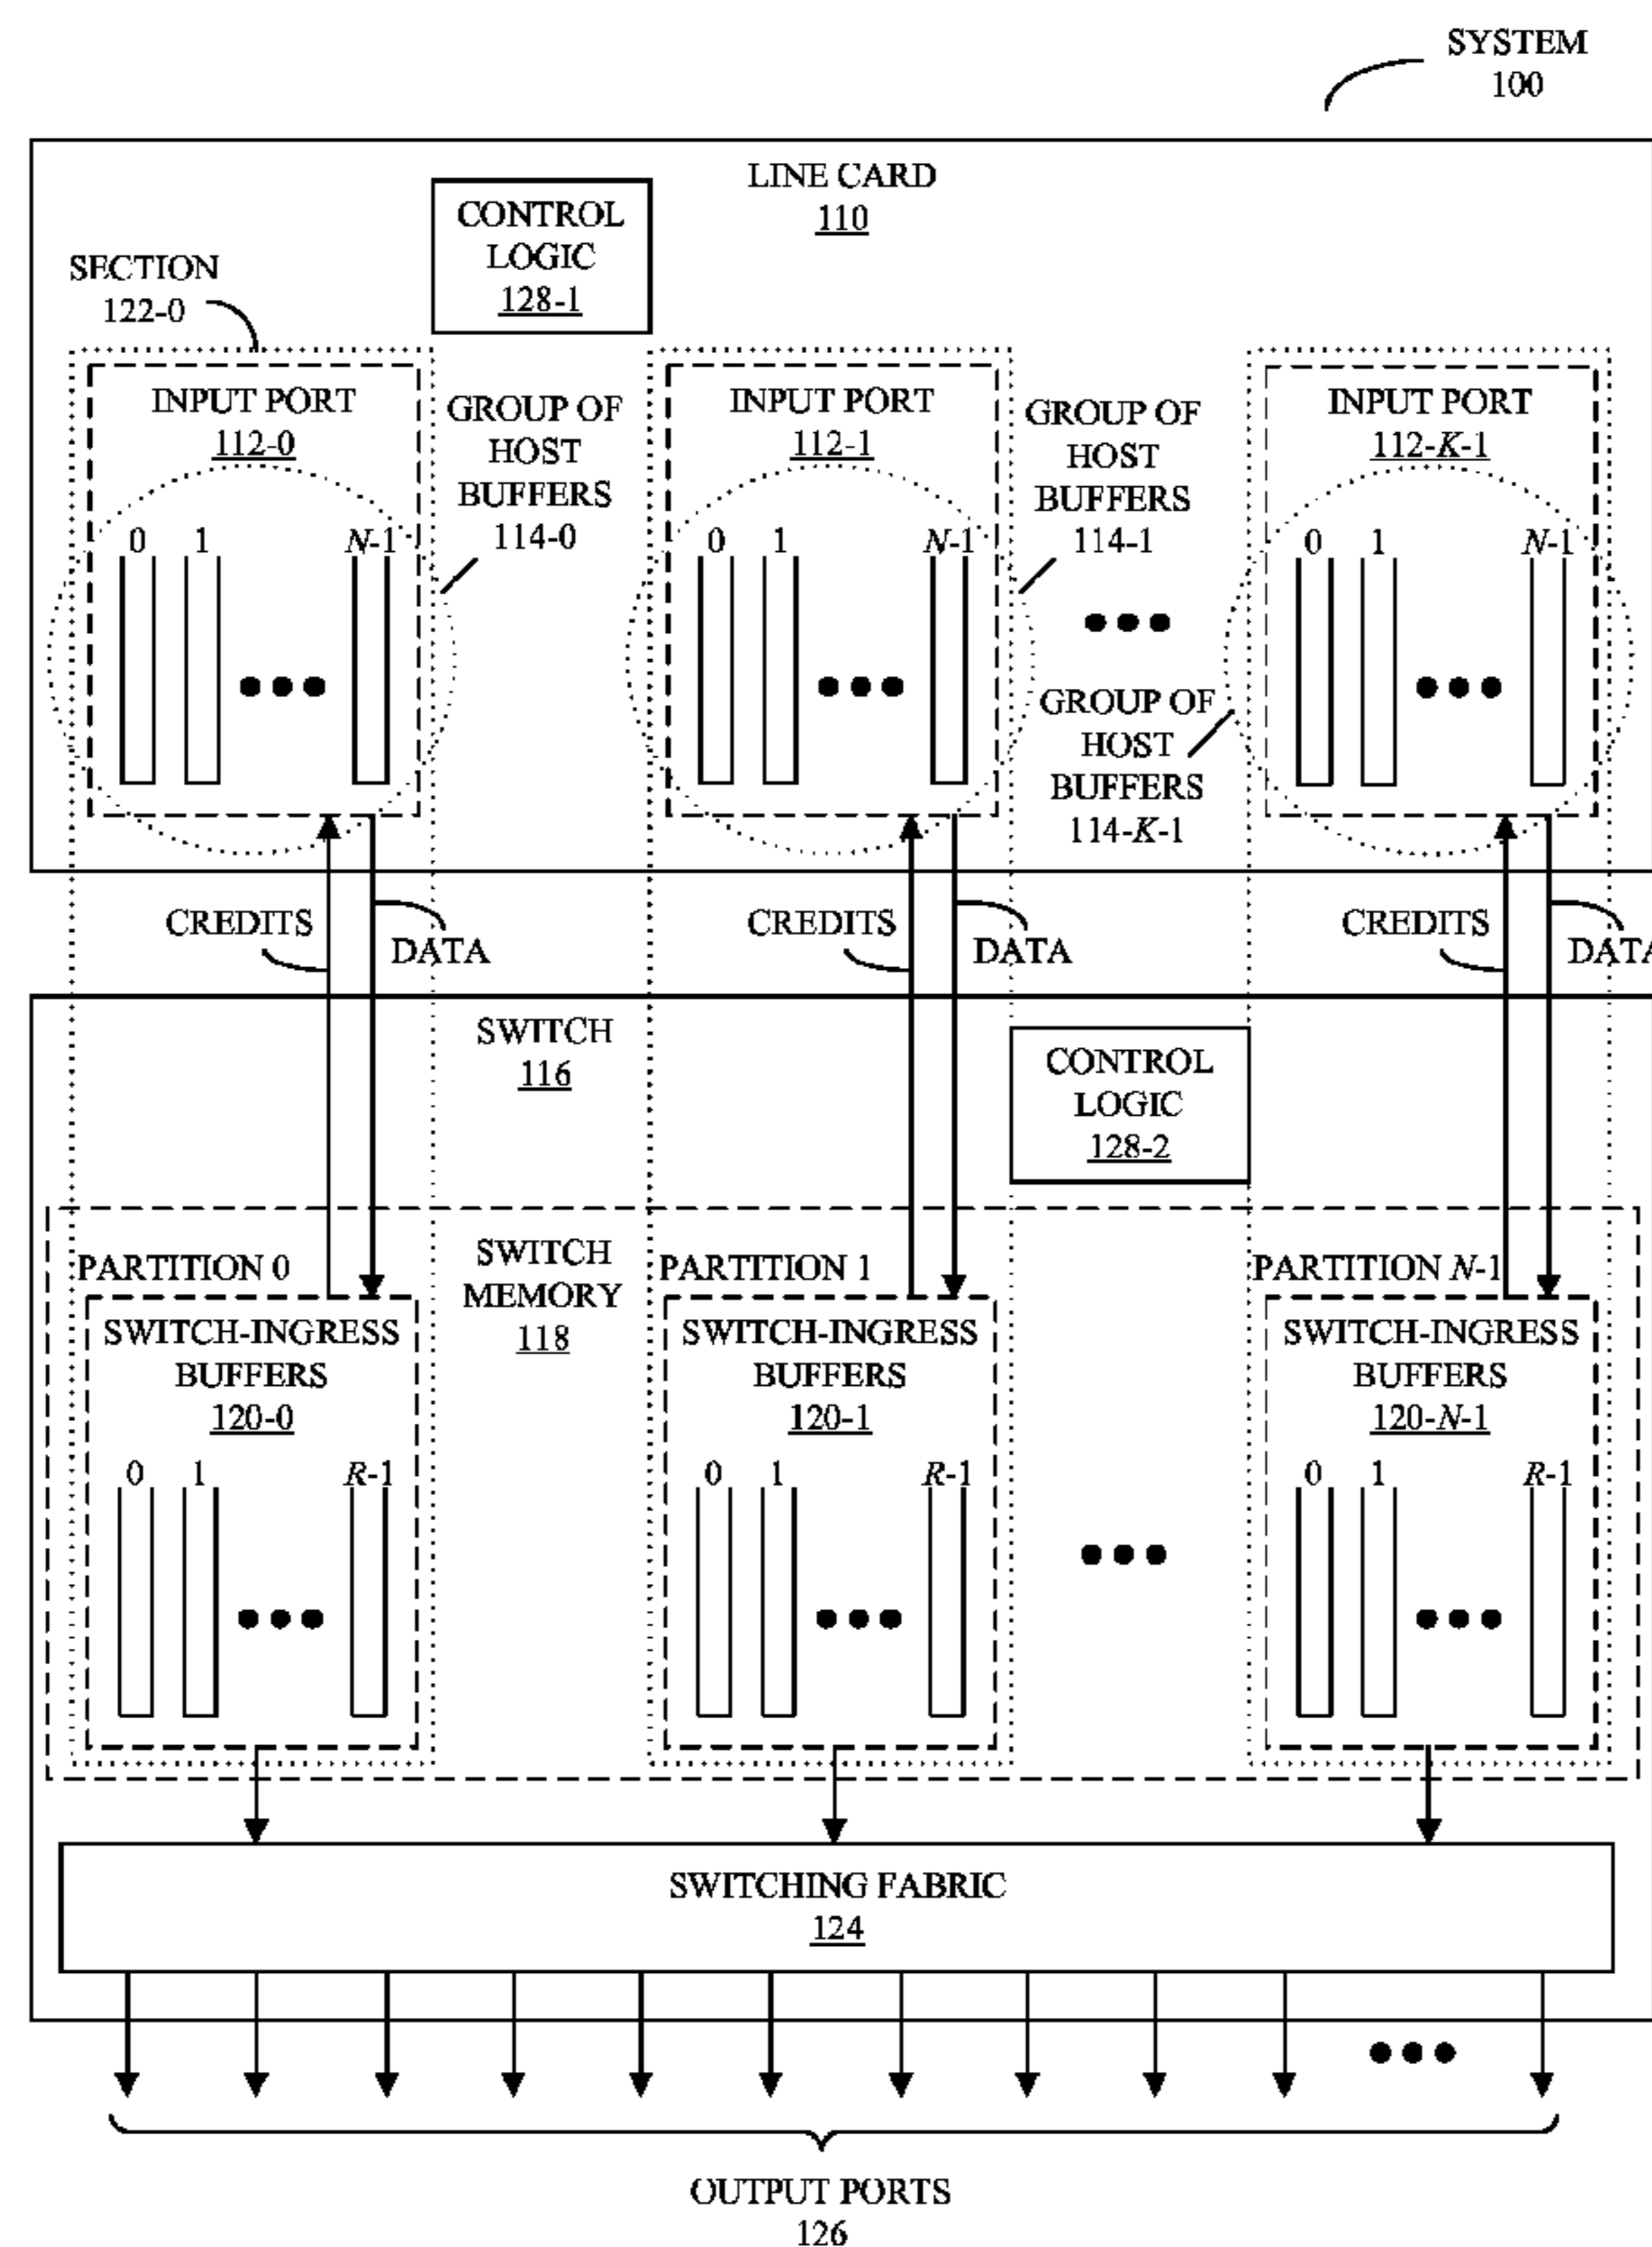 SYSTEM
100
LINE CARD
110
CONTROL
LOGIC
128-1
SECTION
122-0
INPUT PORT
112-0
GROUP OF
HOST
BUFFERS
114-0
INPUT PORT
112-1
GROUP OF
HOST
BUFFERS
114-1
INPUT PORT
112-K-1
0 1 N-1
0 1 N-1
0 1 N-1
GROUP OF
HOST
BUFFERS
114-K-1
CREDITS
DATA
CREDITS
DATA
CREDITS
DATA
SWITCH
116
CONTROL
LOGIC
128-2
PARTITION 0
SWITCH
MEMORY
118
PARTITION 1
PARTITION N-1
SWITCH-INGRESS
BUFFERS
120-0
SWITCH-INGRESS
BUFFERS
120-1
SWITCH-INGRESS
BUFFERS
120-N-1
0 1 R-1
0 1 R-1
0 1 R-1
SWITCHING FABRIC
124
OUTPUT PORTS
126